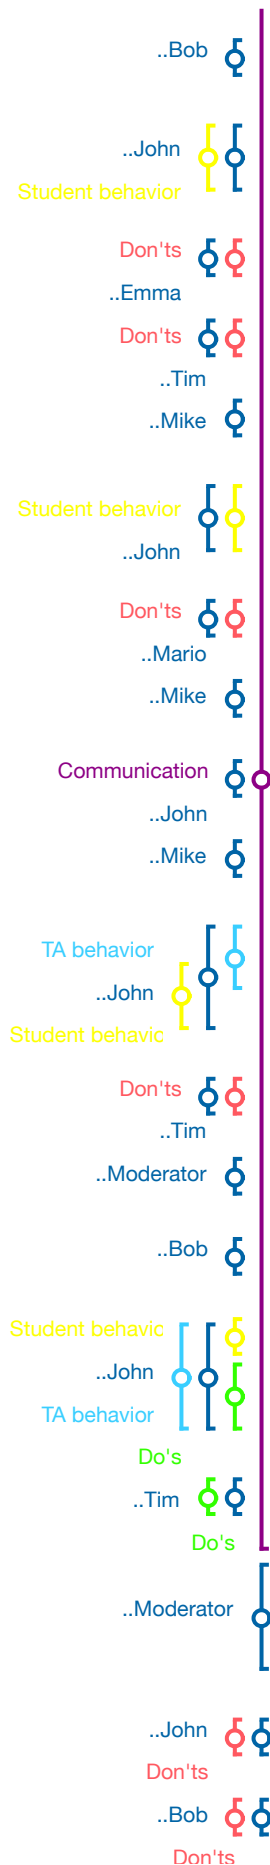 ..Bob
..John
Student behavior
Don'ts
..Emma
Don'ts
..Tim
..Mike
Student behavior
..John
Don'ts
..Mario
..Mike
Communication
..John
..Mike
TA behavior
..John
Student behavic
Don'ts
..Tim
..Moderator
..Bob
Student behavic
..John
TA behavior
Do's
..Tim
Do's
..Moderator
..John
Don'ts
..Bob
Don'ts